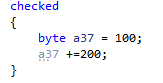 checked
{
byte a37 = 100;
a37 +=200;
}